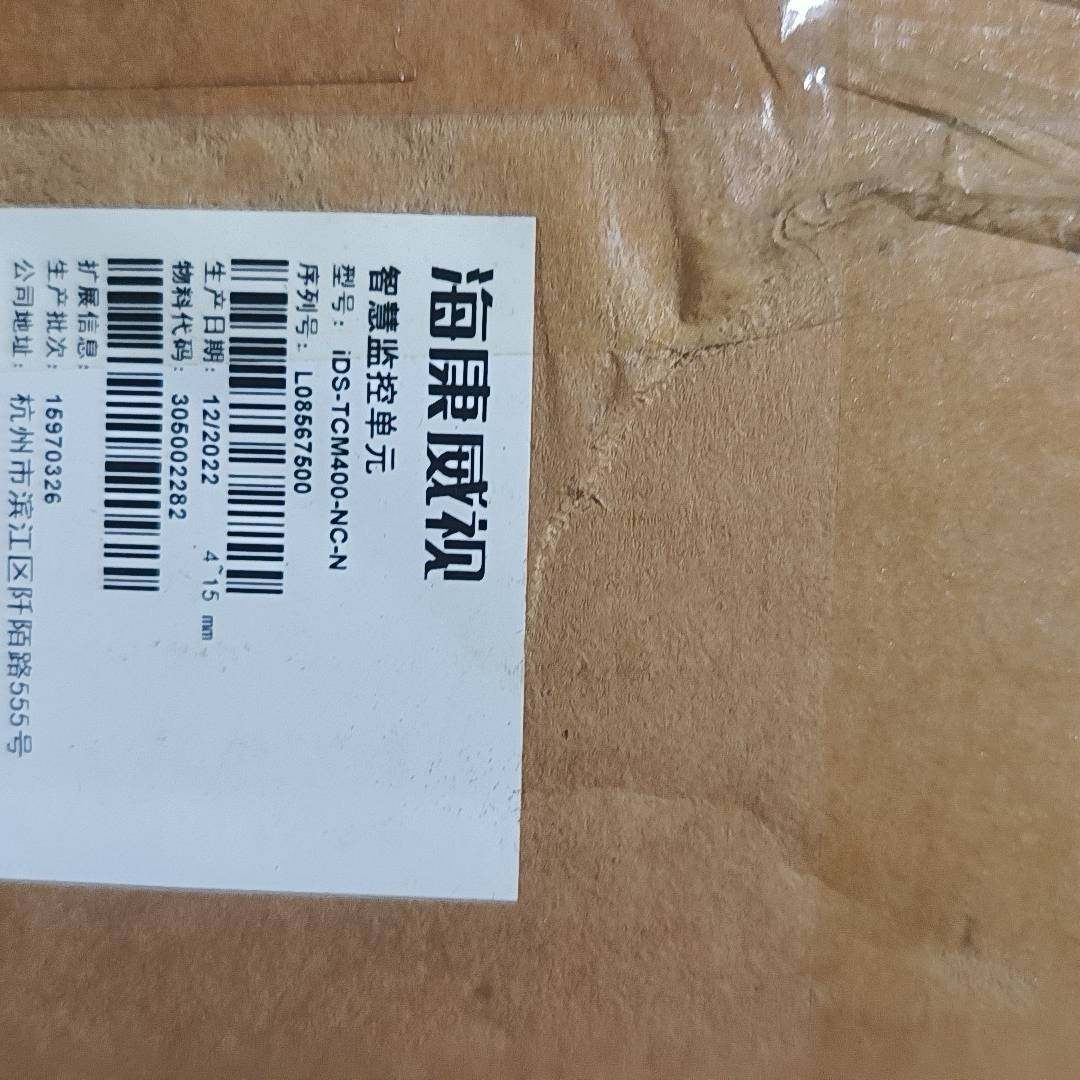 海康威视
智慧监控单元
型号: iDS-TCM400-NC-N
序列号: L08567500
生产日期: 12/2022 4~15 mm
物料代码: 305002282
扩展信息:
生产批次: 15970326
公司地址: 杭州市滨江区阡陌路555号